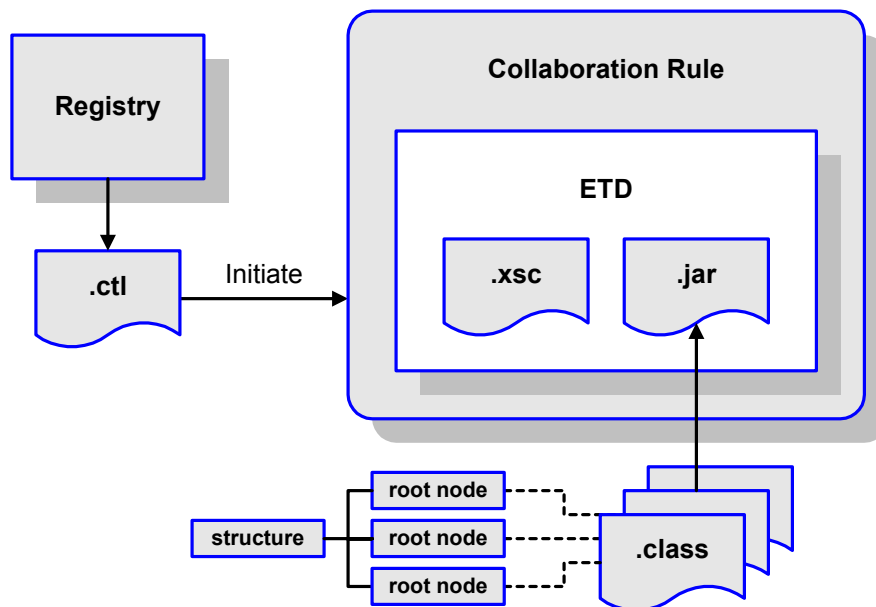 Collaboration Rule
Registry
ETD
.xsc
.jar
.ctl
Initiate
root node
structure
root node
.class
root node